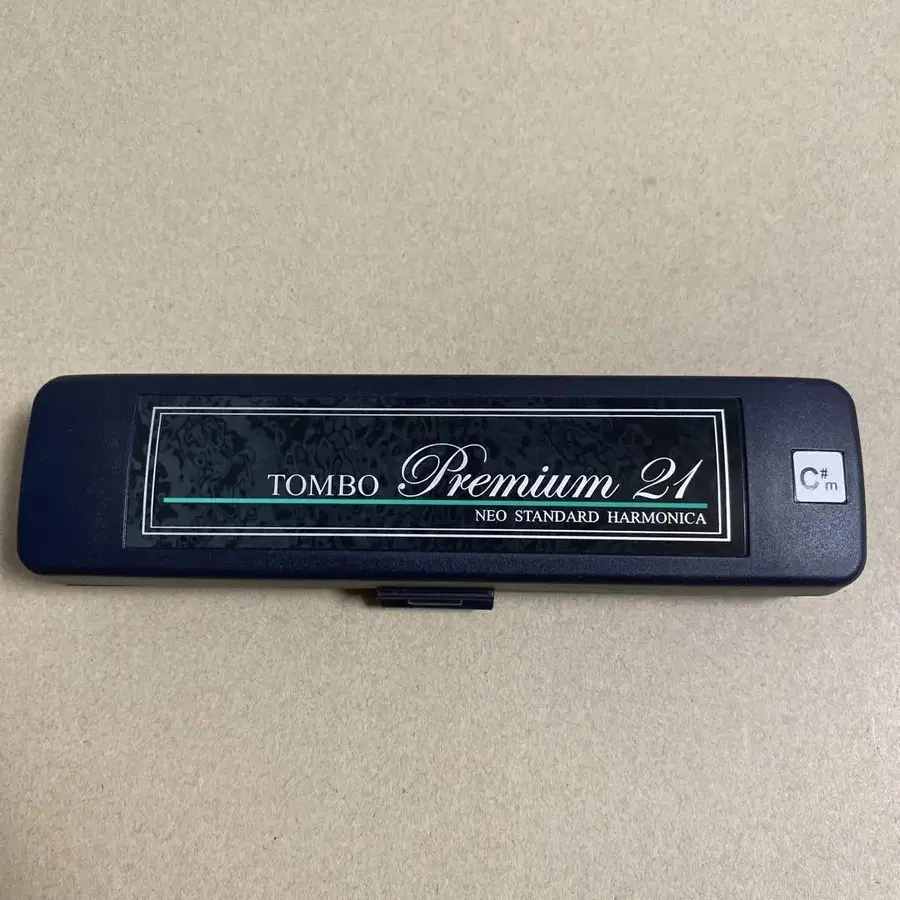 TOMBO Premium 21
NEO STANDARD HARMONICA
C#m